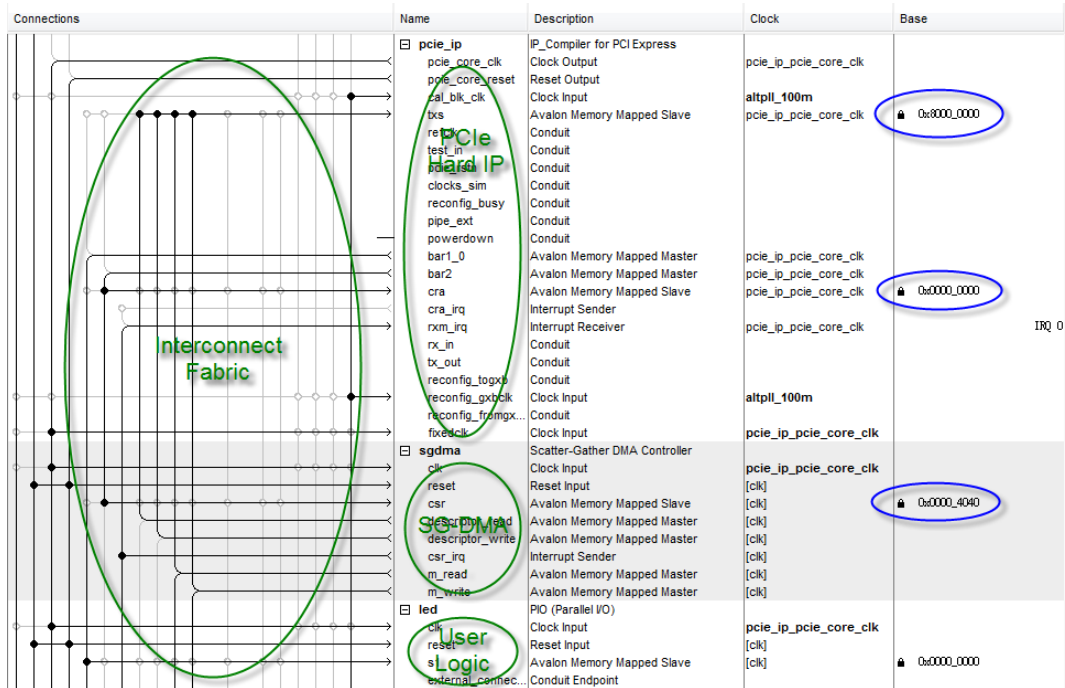 Connections Name Description Clock Base
pcie_ip IP_Compiler for PCI Express
pcie_core_clk Clock Output pcie_ip_pcie_core_clk
pcie_core_reset Reset Output
cal_blk_clk Clock Input altpll_100m
txs Avalon Memory Mapped Slave pcie_ip_pcie_core_clk 0x8000_0000
refclk Conduit
test_in Conduit
PCIe
Hard IP
pcie_rstn Conduit
clocks_sim Conduit
reconfig_busy Conduit
pipe_ext Conduit
powerdown Conduit
bar1_0 Avalon Memory Mapped Master pcie_ip_pcie_core_clk
bar2 Avalon Memory Mapped Master pcie_ip_pcie_core_clk
cra Avalon Memory Mapped Slave pcie_ip_pcie_core_clk 0x0000_0000
cra_irq Interrupt Sender
rxm_irq Interrupt Receiver pcie_ip_pcie_core_clk IRQ 0
rx_in Conduit
Interconnect
Fabric
tx_out Conduit
reconfig_togxb Conduit
reconfig_gxbclk Clock Input altpll_100m
reconfig_fromgx... Conduit
fixedclk Clock Input pcie_ip_pcie_core_clk
sgdma Scatter-Gather DMA Controller
clk Clock Input pcie_ip_pcie_core_clk
reset Reset Input [clk]
csr Avalon Memory Mapped Slave [clk] 0x0000_4040
descriptor_read Avalon Memory Mapped Master [clk]
SG-DMA
descriptor_write Avalon Memory Mapped Master [clk]
csr_irq Interrupt Sender [clk]
m_read Avalon Memory Mapped Master [clk]
m_write Avalon Memory Mapped Master [clk]
led PIO (Parallel I/O)
clk Clock Input pcie_ip_pcie_core_clk
User
Logic
reset Reset Input [clk]
s1 Avalon Memory Mapped Slave [clk] 0x0000_0000
external_connec... Conduit Endpoint